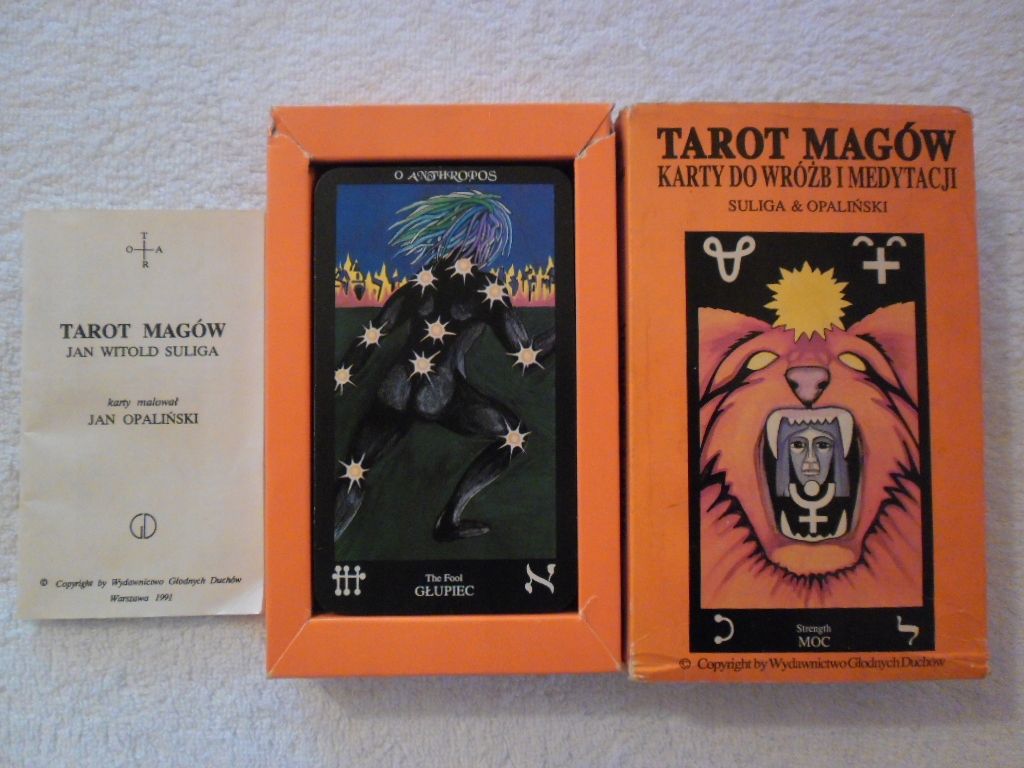 T
O A
R
TAROT MAGÓW
JAN WITOLD SULIGA
karty malował
JAN OPALIŃSKI
GD
© Copyright by Wydawnictwo Głodnych Duchów
Warszawa 1991
O ANTHROPOS
The Fool
GŁUPIEC
א
TAROT MAGÓW
KARTY DO WRÓŻB I MEDYTACJI
SULIGA & OPALIŃSKI
Strength
MOC
© Copyright by Wydawnictwo Głodnych Duchów